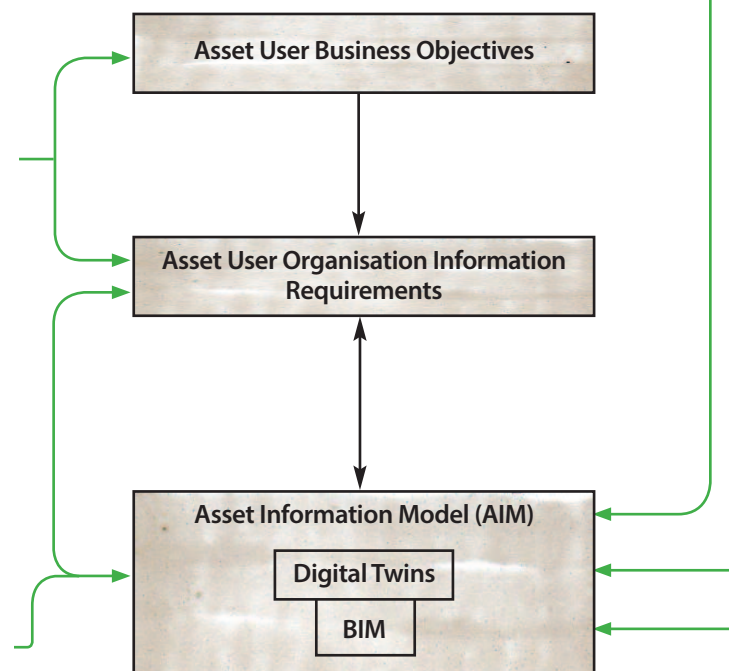 Asset User Business Objectives
Asset User Organisation Information
Requirements
Asset Information Model (AIM)
Digital Twins
BIM